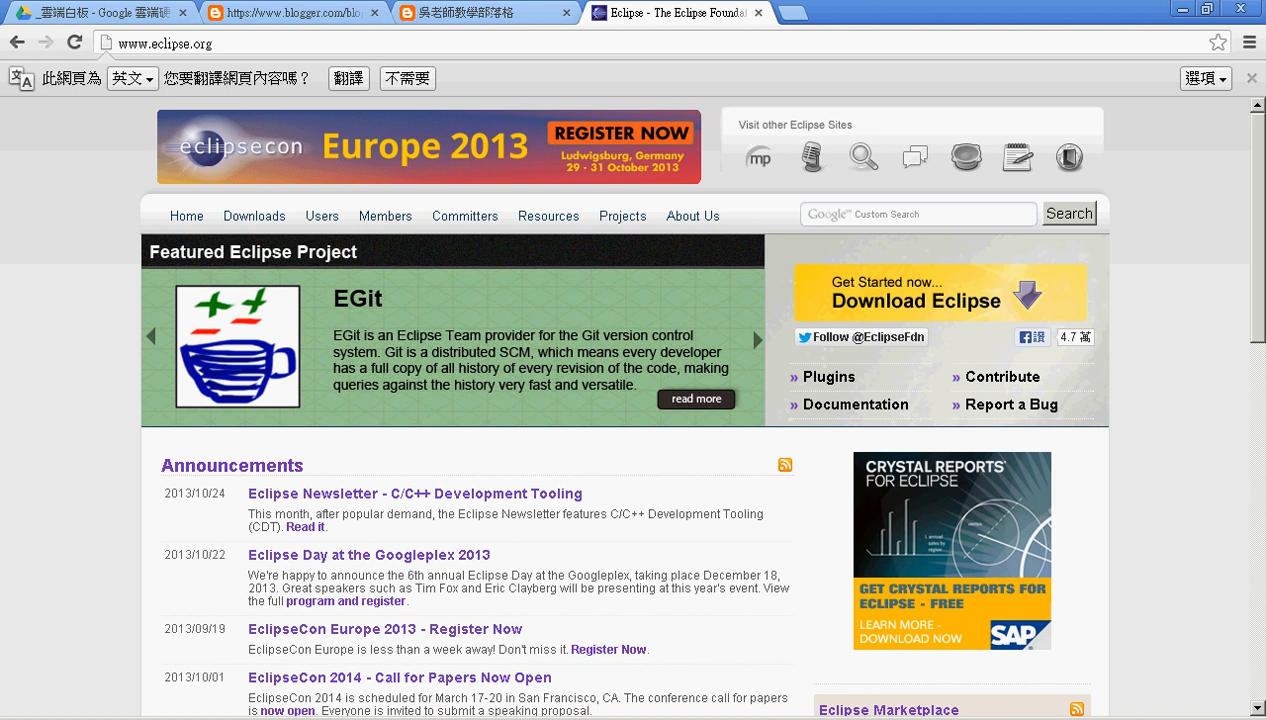 _雲端白板 - Google 雲端硬
https://www.blogger.com/blo
吳老師教學部落格
Eclipse - The Eclipse Founda
www.eclipse.org
此網頁為 英文 您要翻譯網頁內容嗎？ 翻譯 不需要 選項
eclipsecon Europe 2013
REGISTER NOW
Ludwigsburg, Germany
29 - 31 October 2013
Visit other Eclipse Sites
mp
Home Downloads Users Members Committers Resources Projects About Us
Google™ Custom Search Search
Featured Eclipse Project
EGit
EGit is an Eclipse Team provider for the Git version control
system. Git is a distributed SCM, which means every developer
has a full copy of all history of every revision of the code, making
queries against the history very fast and versatile.
read more
Get Started now...
Download Eclipse
Follow @EclipseFdn
讚 4.7 萬
» Plugins » Contribute
» Documentation » Report a Bug
Announcements
2013/10/24 Eclipse Newsletter - C/C++ Development Tooling
This month, after popular demand, the Eclipse Newsletter features C/C++ Development Tooling
(CDT). Read it.
2013/10/22 Eclipse Day at the Googleplex 2013
We're happy to announce the 6th annual Eclipse Day at the Googleplex, taking place December 18,
2013. Great speakers such as Tim Fox and Eric Clayberg will be presenting at this year's event. View
the full program and register.
2013/09/19 EclipseCon Europe 2013 - Register Now
EclipseCon Europe is less than a week away! Don't miss it. Register Now.
2013/10/01 EclipseCon 2014 - Call for Papers Now Open
EclipseCon 2014 is scheduled for March 17-20 in San Francisco, CA. The conference call for papers
is now open. Everyone is invited to submit a speaking proposal.
CRYSTAL REPORTS®
FOR ECLIPSE
GET CRYSTAL REPORTS FOR
ECLIPSE - FREE
LEARN MORE -
DOWNLOAD NOW
SAP
Eclipse Marketplace